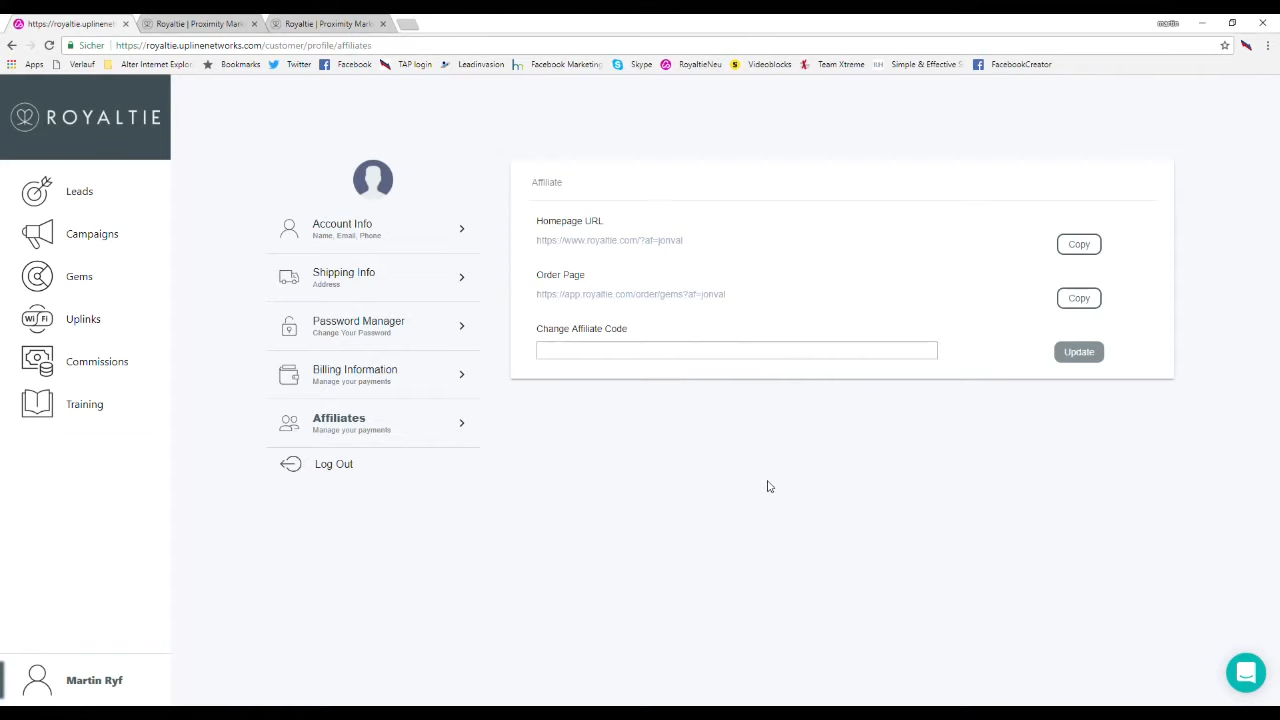 https://royaltie.uplinenet
Royaltie | Proximity Mark
Royaltie | Proximity Mark
martin
Sicher
https://royaltie.uplinenetworks.com/customer/profile/affiliates
Apps
Verlauf
Alter Internet Explor
Bookmarks
Twitter
Facebook
TAP login
Leadinvasion
Facebook Marketing
Skype
RoyaltieNeu
Videoblocks
Team Xtreme
Simple & Effective S
FacebookCreator
ROYALTIE
Leads
Campaigns
Gems
Wi Fi
Uplinks
Commissions
Training
Martin Ryf
Account Info
Name, Email, Phone
Shipping Info
Address
Password Manager
Change Your Password
Billing Information
Manage your payments
Affiliates
Manage your payments
Log Out
Affiliate
Homepage URL
https://www.royaltie.com/?af=jonval
Copy
Order Page
https://app.royaltie.com/order/gems?af=jonval
Copy
Change Affiliate Code
Update